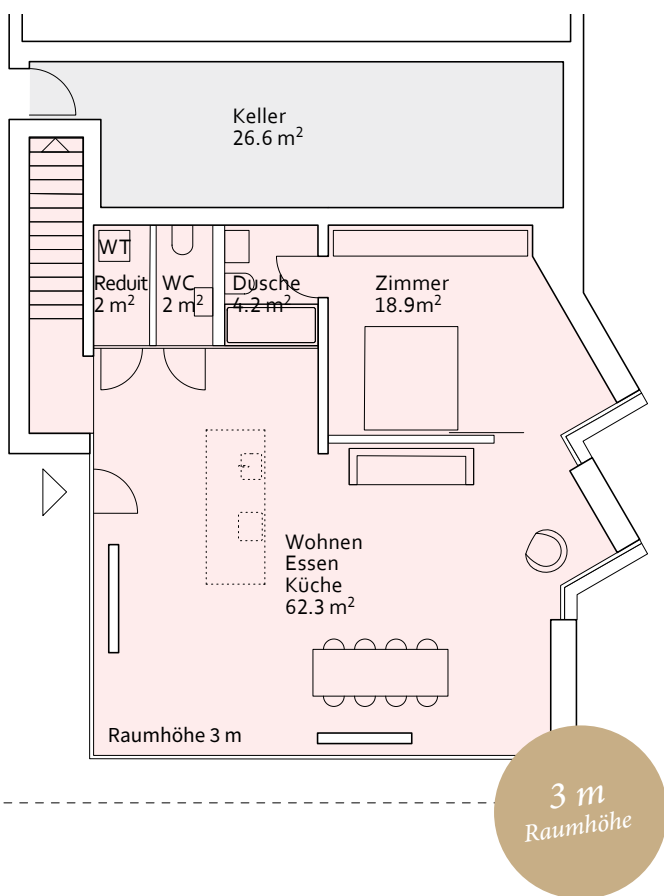 Keller
26.6 m²
WT
Reduit
2 m²
WC
2 m²
Dusche
4.2 m²
Zimmer
18.9m²
Wohnen
Essen
Küche
62.3 m²
Raumhöhe 3 m
3 m
Raumhöhe